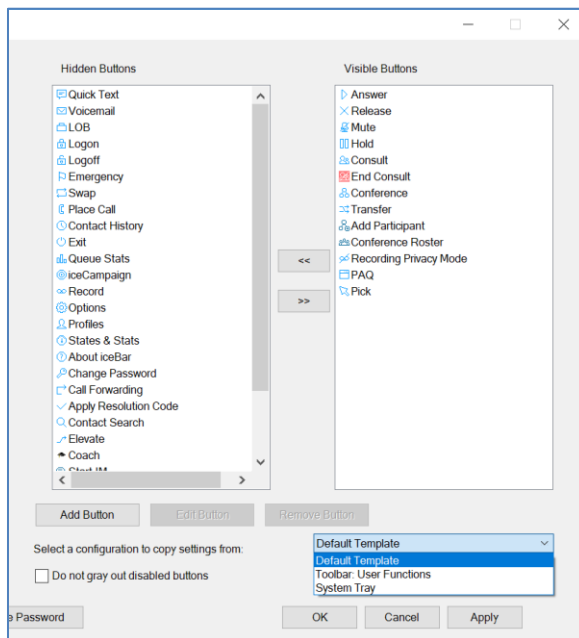 Hidden Buttons
Visible Buttons
Quick Text
Voicemail
LOB
Logon
Logoff
Emergency
Swap
Place Call
Contact History
Exit
Queue Stats
iceCampaign
Record
Options
Profiles
States & Stats
About iceBar
Change Password
Call Forwarding
Apply Resolution Code
Contact Search
Elevate
Coach
Start IM
<<
>>
Answer
Release
Mute
Hold
Consult
End Consult
Conference
Transfer
Add Participant
Conference Roster
Recording Privacy Mode
PAQ
Pick
Add Button
Edit Button
Remove Button
Select a configuration to copy settings from:
Default Template
Default Template
Toolbar: User Functions
System Tray
Do not gray out disabled buttons
e Password
OK
Cancel
Apply